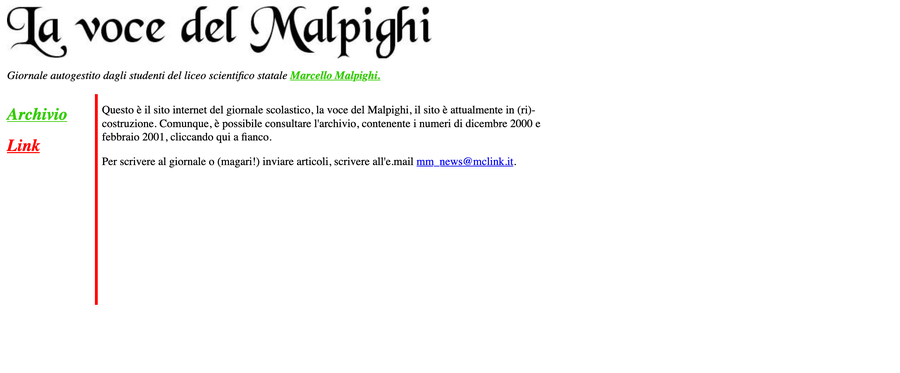 La voce del Malpighi
Giornale autogestito dagli studenti del liceo scientifico statale Marcello Malpighi.
Archivio
Link
Questo è il sito internet del giornale scolastico, la voce del Malpighi, il sito è attualmente in (ri)-
costruzione. Comunque, è possibile consultare l'archivio, contenente i numeri di dicembre 2000 e
febbraio 2001, cliccando qui a fianco.
Per scrivere al giornale o (magari!) inviare articoli, scrivere all'e.mail mm_news@mclink.it.